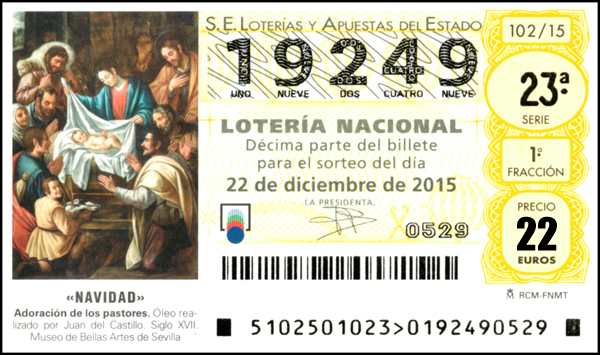 S.E. LOTERÍAS Y APUESTAS DEL ESTADO
19249
UNO NUEVE DOS CUATRO NUEVE
LOTERÍA NACIONAL
Décima parte del billete
para el sorteo del día
22 de diciembre de 2015
LA PRESIDENTA,
0529
102/15
23ª
SERIE
1ª
FRACCIÓN
PRECIO
22
EUROS
RCM-FNMT
«NAVIDAD»
Adoración de los pastores. Óleo rea-
lizado por Juan del Castillo. Siglo XVII.
Museo de Bellas Artes de Sevilla
5102501023>0192490529